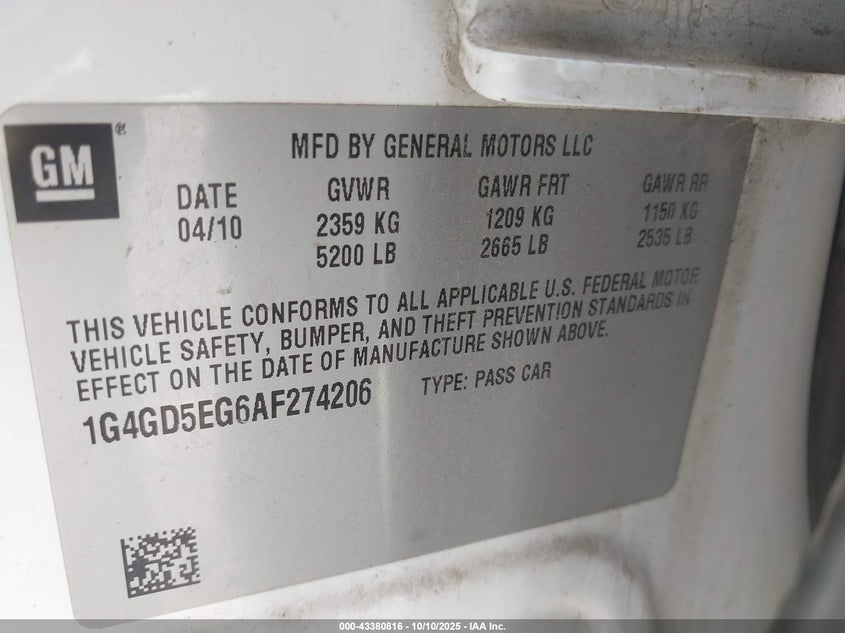 GM ®
MFD BY GENERAL MOTORS LLC
DATE GVWR GAWR FRT GAWR RR
04/10 2359 KG 1209 KG 1150 KG
5200 LB 2665 LB 2535 LB
THIS VEHICLE CONFORMS TO ALL APPLICABLE U.S. FEDERAL MOTOR
VEHICLE SAFETY, BUMPER, AND THEFT PREVENTION STANDARDS IN
EFFECT ON THE DATE OF MANUFACTURE SHOWN ABOVE.
1G4GD5EG6AF274206 TYPE: PASS CAR
000-43380816 - 10/10/2025 - IAA Inc.